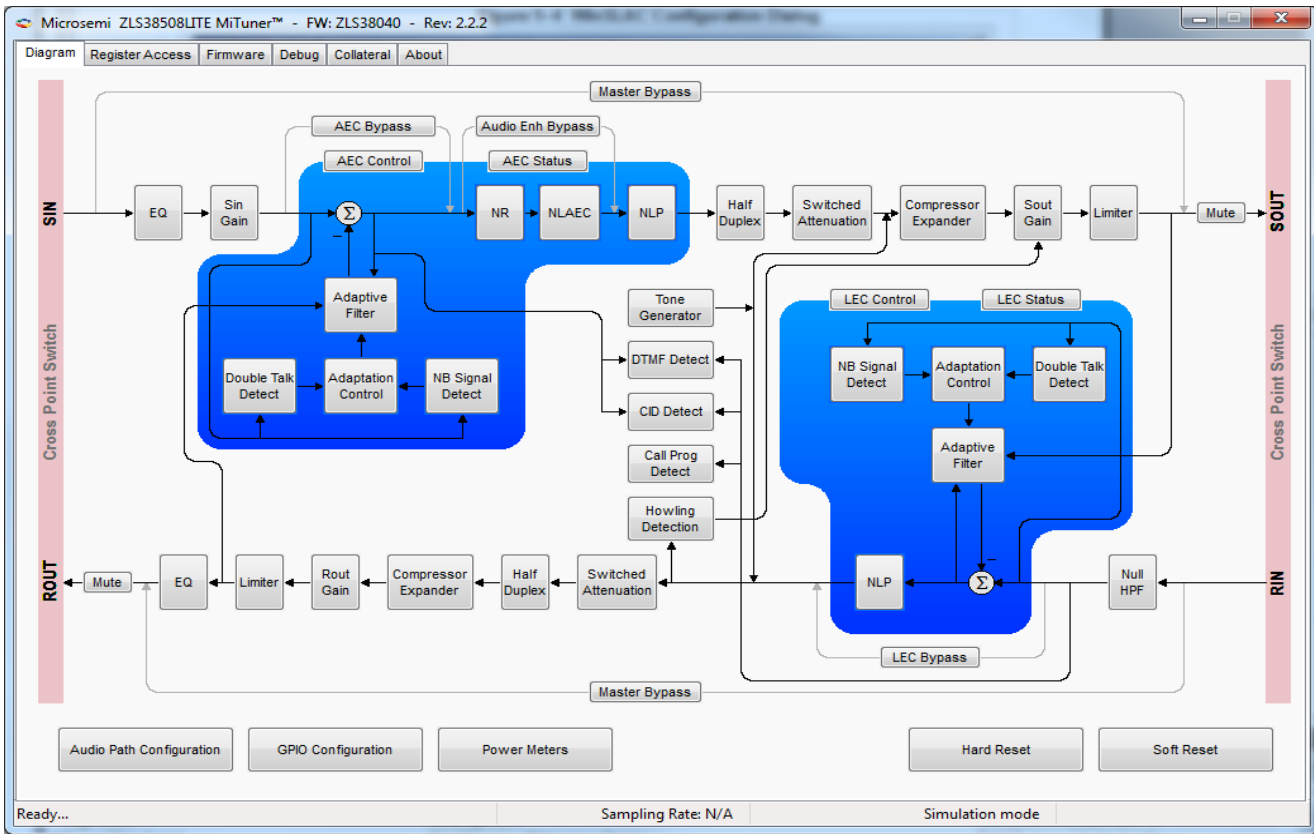 Microsemi ZLS38508LITE MiTuner™ - FW: ZLS38040 - Rev: 2.2.2
Diagram
Register Access
Firmware
Debug
Collateral
About
Master Bypass
AEC Bypass
Audio Enh Bypass
AEC Control
AEC Status
SIN
EQ
Sin
Gain
Σ
−
NR
NLAEC
NLP
Half
Duplex
Switched
Attenuation
Compressor
Expander
Sout
Gain
Limiter
Mute
SOUT
Adaptive
Filter
Double Talk
Detect
Adaptation
Control
NB Signal
Detect
Cross Point Switch
Tone
Generator
DTMF Detect
CID Detect
Call Prog
Detect
Howling
Detection
LEC Control
LEC Status
NB Signal
Detect
Adaptation
Control
Double Talk
Detect
Adaptive
Filter
Cross Point Switch
ROUT
Mute
EQ
Limiter
Rout
Gain
Compressor
Expander
Half
Duplex
Switched
Attenuation
NLP
−
Σ
Null
HPF
RIN
LEC Bypass
Master Bypass
Audio Path Configuration
GPIO Configuration
Power Meters
Hard Reset
Soft Reset
Ready...
Sampling Rate: N/A
Simulation mode